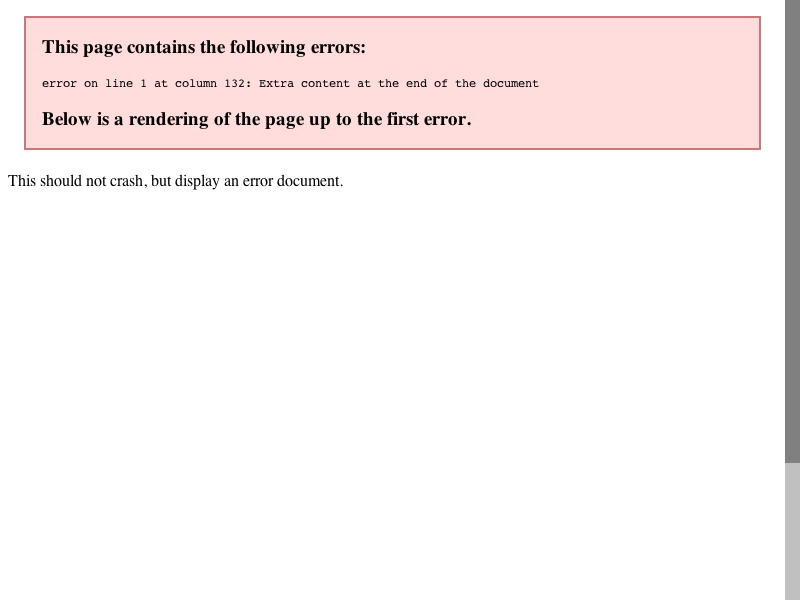 This page contains the following errors:
error on line 1 at column 132: Extra content at the end of the document
Below is a rendering of the page up to the first error.
This should not crash, but display an error document.